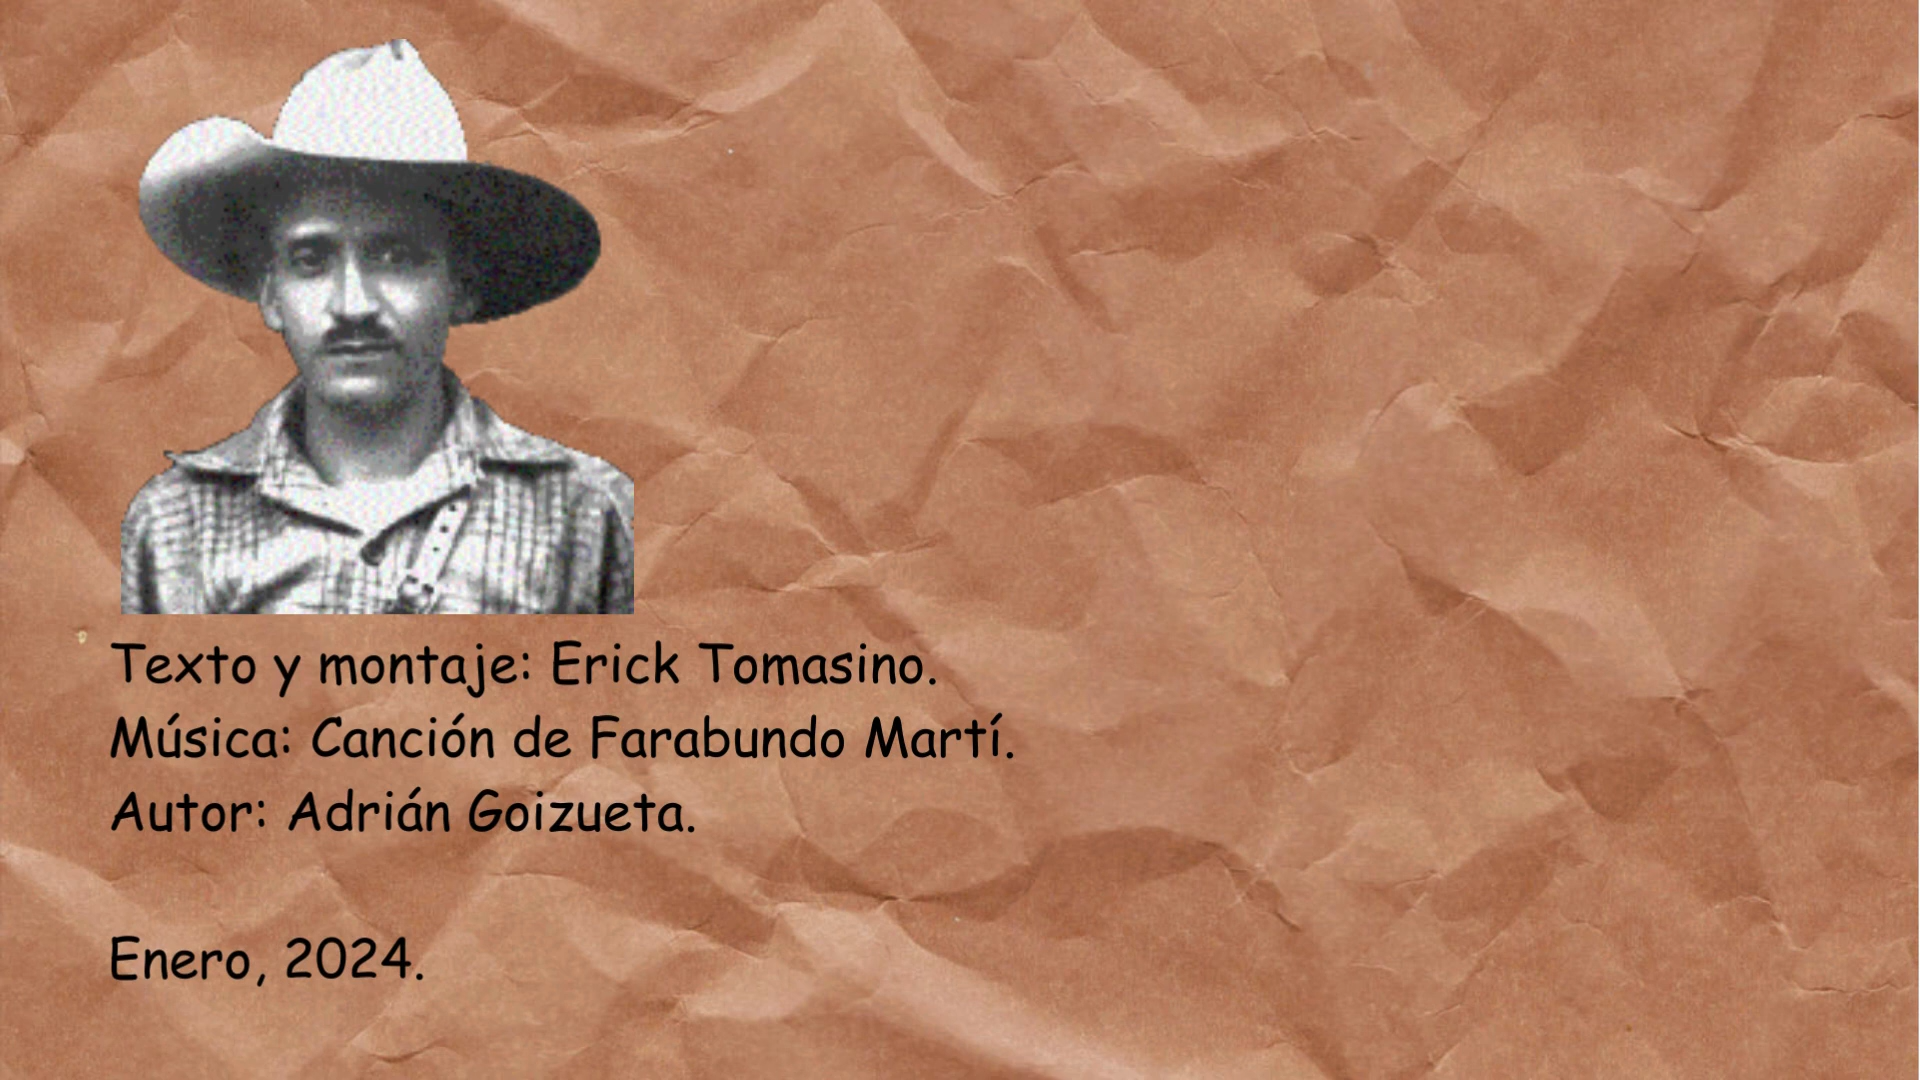 Texto y montaje: Erick Tomasino.
Música: Canción de Farabundo Martí.
Autor: Adrián Goizueta.
Enero, 2024.